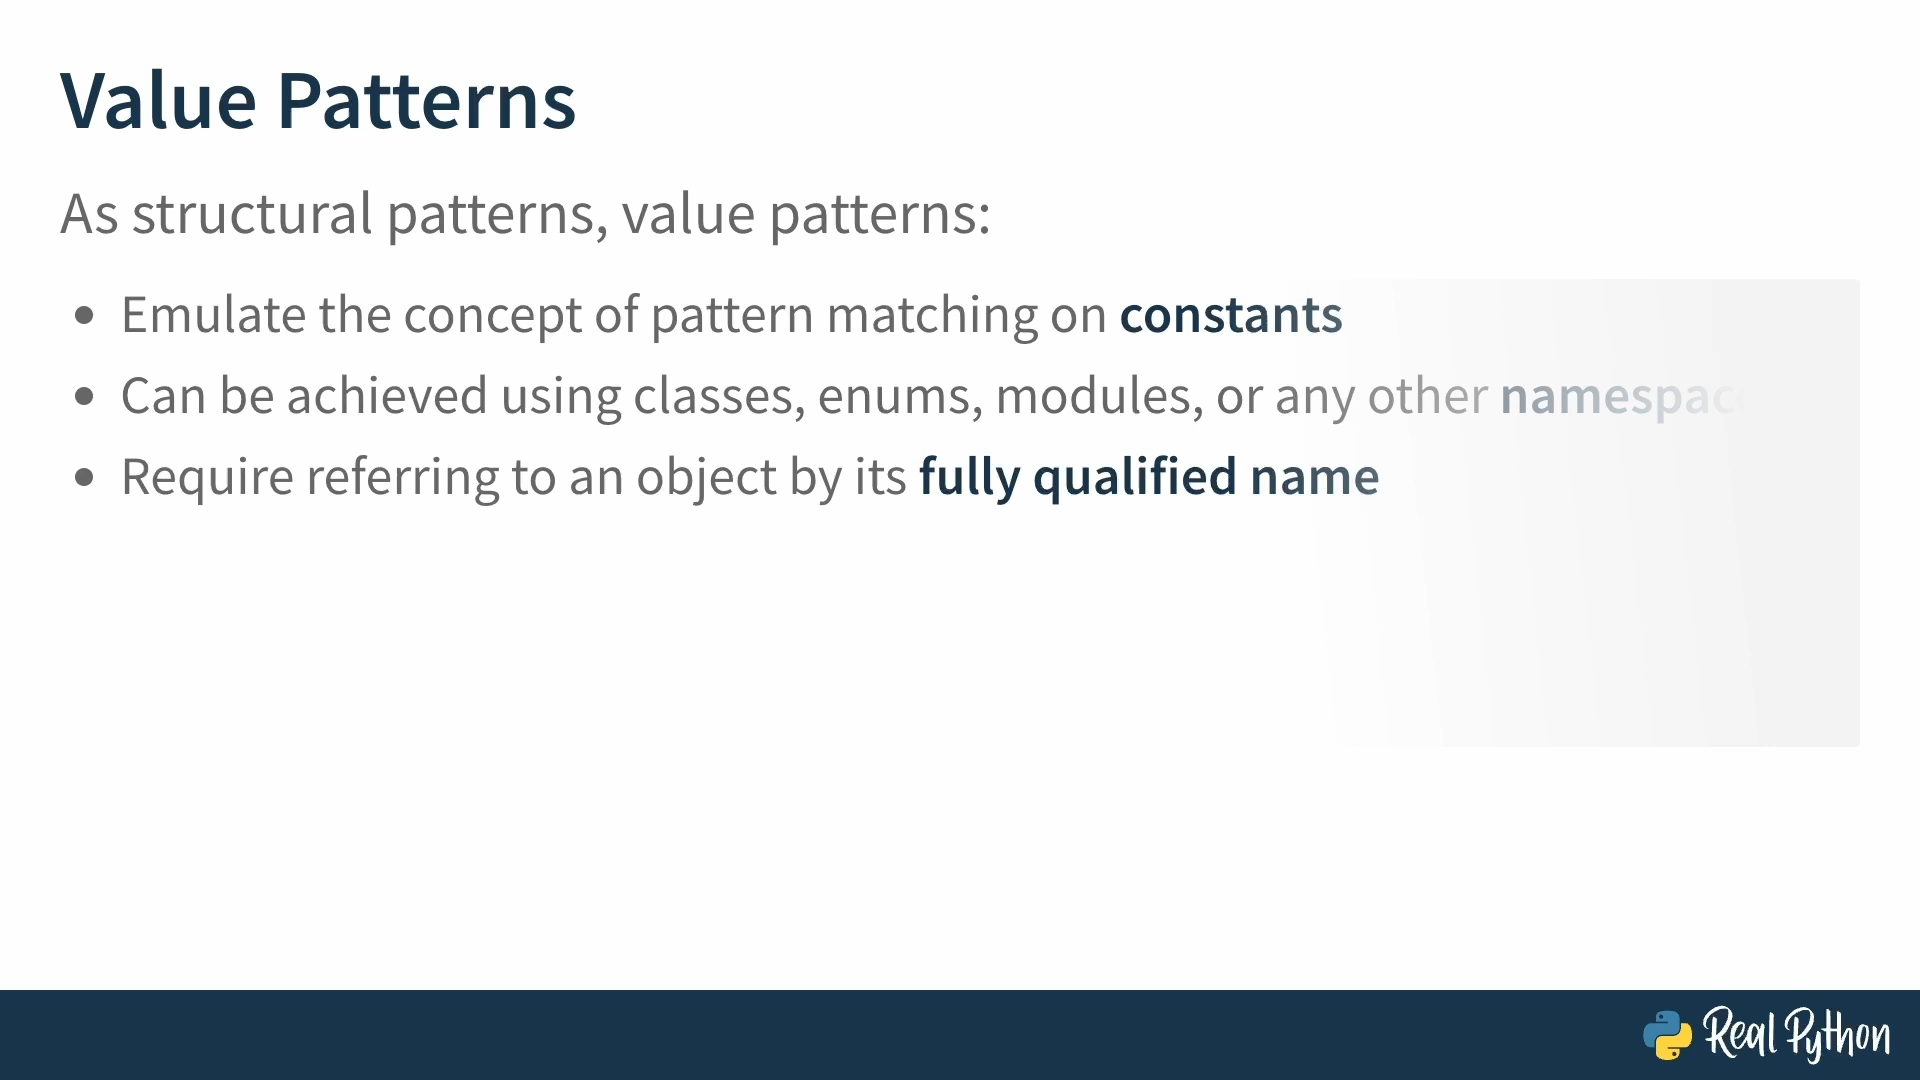 Value Patterns
As structural patterns, value patterns:
• Emulate the concept of pattern matching on constants
• Can be achieved using classes, enums, modules, or any other namespace
• Require referring to an object by its fully qualified name
Real Python